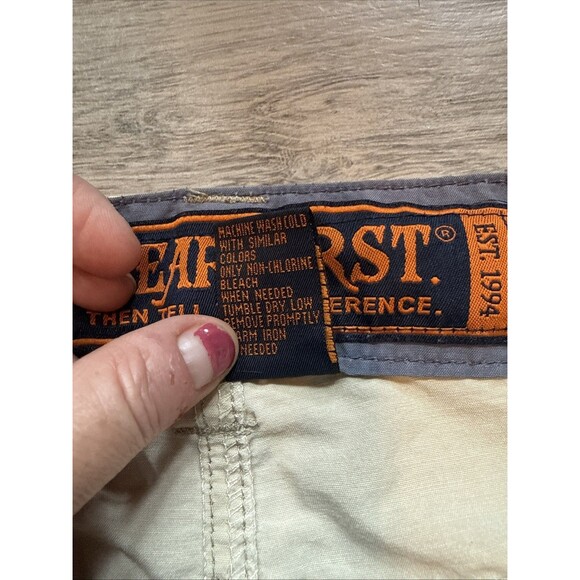 EAR RST.®
EST. 1994
THEN TELL ERENCE.
MACHINE WASH COLD
WITH SIMILAR
COLORS
ONLY NON-CHLORINE
BLEACH
WHEN NEEDED
TUMBLE DRY LOW
REMOVE PROMPTLY
WARM IRON
NEEDED